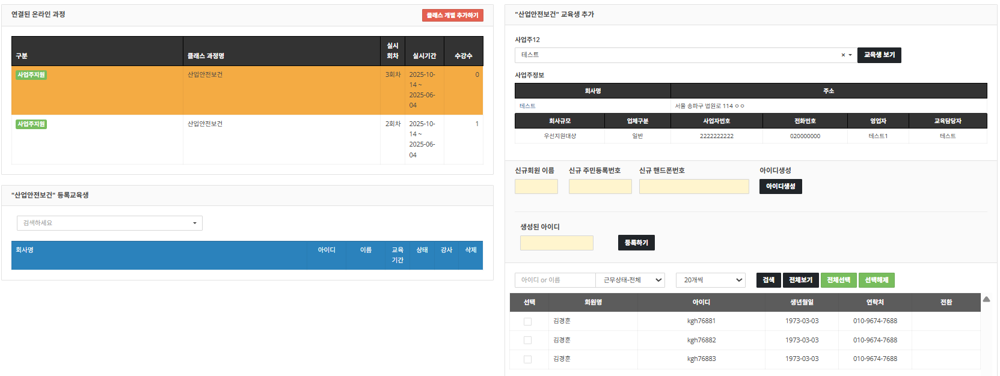 연결된 온라인 과정
클래스 개별 추가하기
구분 클래스 과정명 실시 회차 실시기간 수강수
사업주지원 산업안전보건 3회차 2025-10-14 ~ 2025-06-04 0
사업주지원 산업안전보건 2회차 2025-10-14 ~ 2025-06-04 1
"산업안전보건" 등록교육생
검색하세요
회사명 아이디 이름 교육 기간 상태 강사 삭제
"산업안전보건" 교육생 추가
사업주12
테스트 × 교육생 보기
사업주정보
회사명 주소
테스트 서울 송파구 법원로 114 ㅇㅇ
회사규모 업체구분 사업자번호 전화번호 영업자 교육담당자
우선지원대상 일반 2222222222 020000000 테스트1 테스트
신규회원 이름 신규 주민등록번호 신규 핸드폰번호 아이디생성
아이디생성
생성된 아이디
등록하기
아이디 or 이름 근무상태-전체 20개씩 검색 전체보기 전체선택 선택해제
선택 회원명 아이디 생년월일 연락처 전환
김경훈 kgh76881 1973-03-03 010-9674-7688
김경훈 kgh76882 1973-03-03 010-9674-7688
김경훈 kgh76883 1973-03-03 010-9674-7688